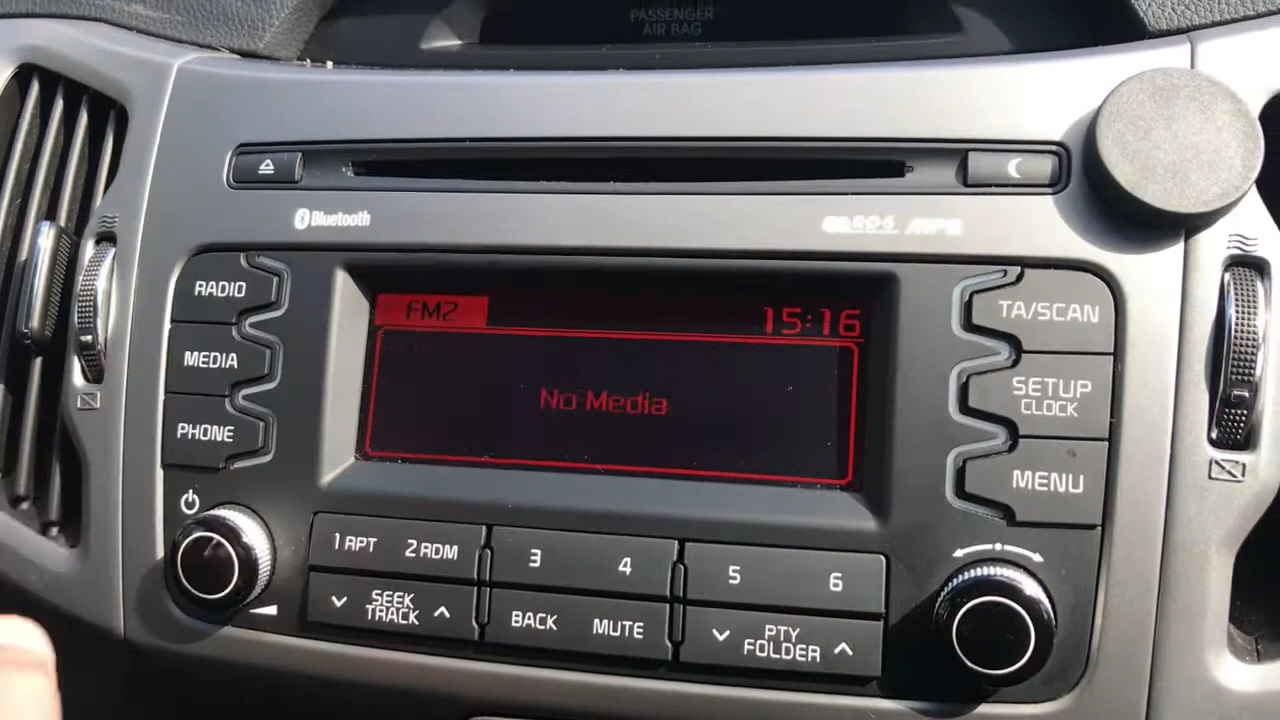 PASSENGER
AIR BAG
Bluetooth
RDS
RADIO
MEDIA
PHONE
FM2
15:16
No Media
TA/SCAN
SETUP
CLOCK
MENU
1 RPT
2 RDM
3
4
5
6
SEEK
TRACK
BACK
MUTE
PTY
FOLDER